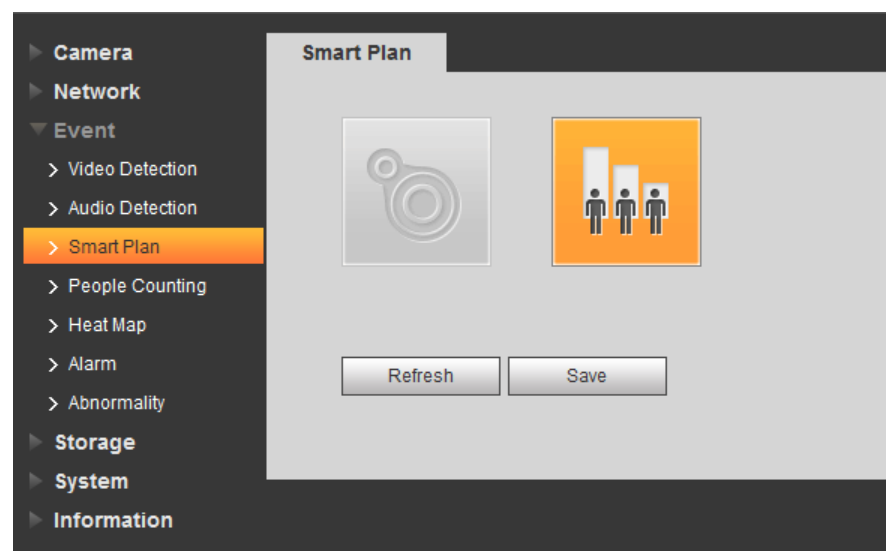 Camera
Network
Event
Video Detection
Audio Detection
Smart Plan
People Counting
Heat Map
Alarm
Abnormality
Storage
System
Information
Smart Plan
Refresh
Save